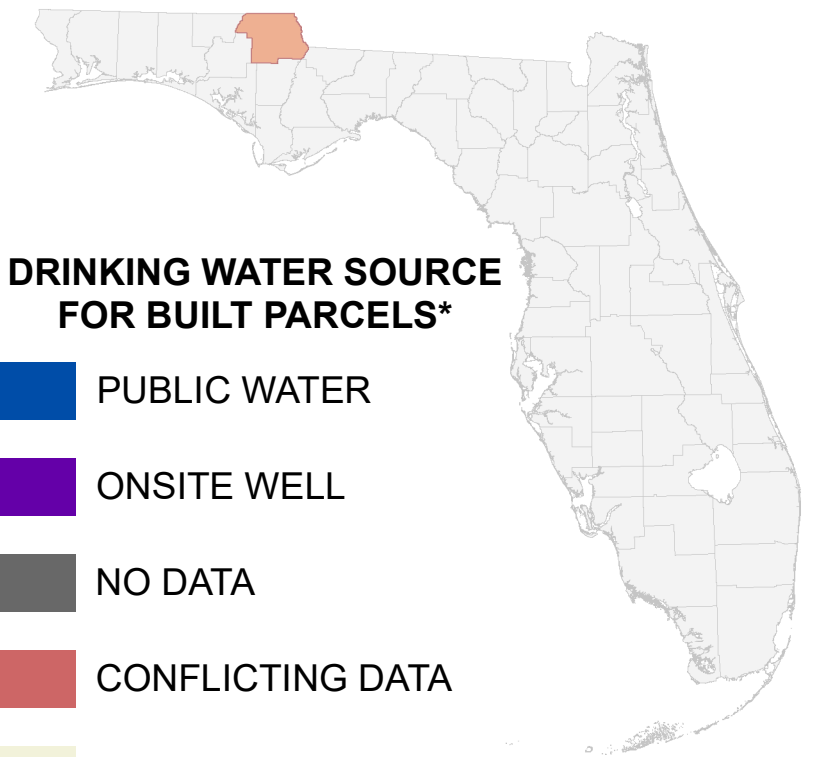 DRINKING WATER SOURCE
FOR BUILT PARCELS*
PUBLIC WATER
ONSITE WELL
NO DATA
CONFLICTING DATA